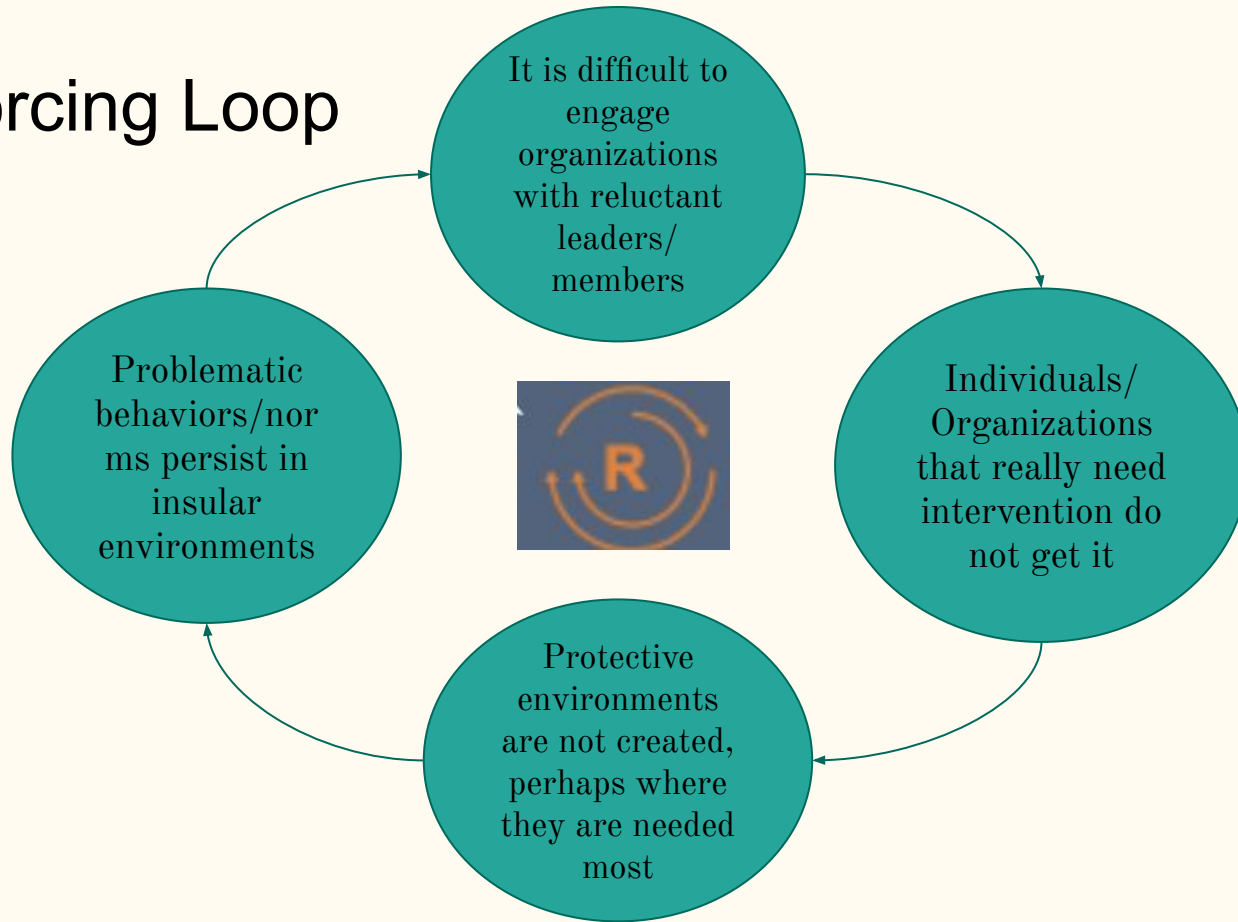 orcing Loop
It is difficult to
engage
organizations
with reluctant
leaders/
members
Individuals/
Organizations
that really need
intervention do
not get it
Protective
environments
are not created,
perhaps where
they are needed
most
Problematic
behaviors/nor
ms persist in
insular
environments
R